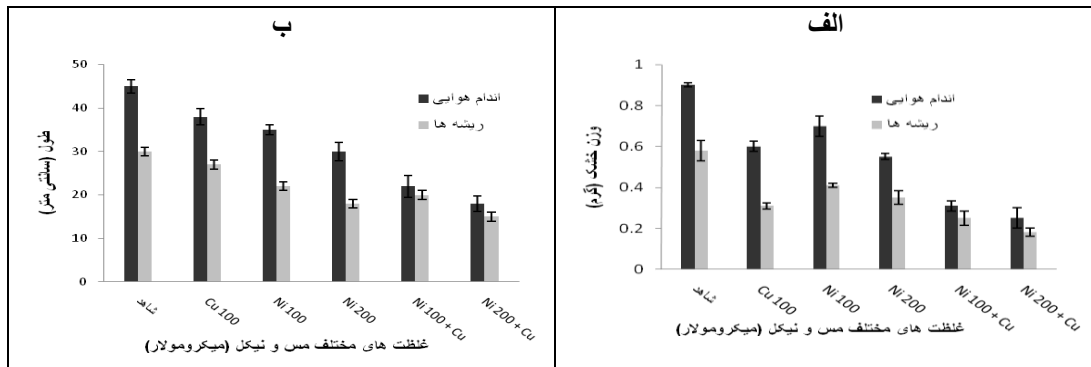 الف
وزن خشک (گرم)
1
0.8
0.6
0.4
0.2
0
اندام هوایی
ریشه ها
شاهد
Cu 100
Ni 100
Ni 200
Ni 100 + Cu
Ni 200 + Cu
غلظت های مختلف مس و نیکل (میکرومولار)
ب
طول (سانتی متر)
50
40
30
20
10
0
اندام هوایی
ریشه ها
شاهد
Cu 100
Ni 100
Ni 200
Ni 100 + Cu
Ni 200 + Cu
غلظت های مختلف مس و نیکل (میکرومولار)